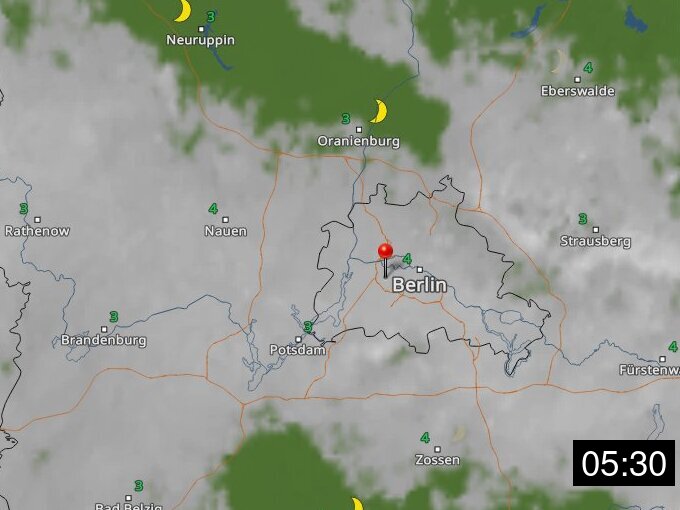 3
Neuruppin
4
Eberswalde
3
Oranienburg
3
Rathenow
4
Nauen
3
Strausberg
4
Berlin
3
Brandenburg
3
Potsdam
4
Fürstenwa
4
Zossen
3
Bad Belzig
05:30